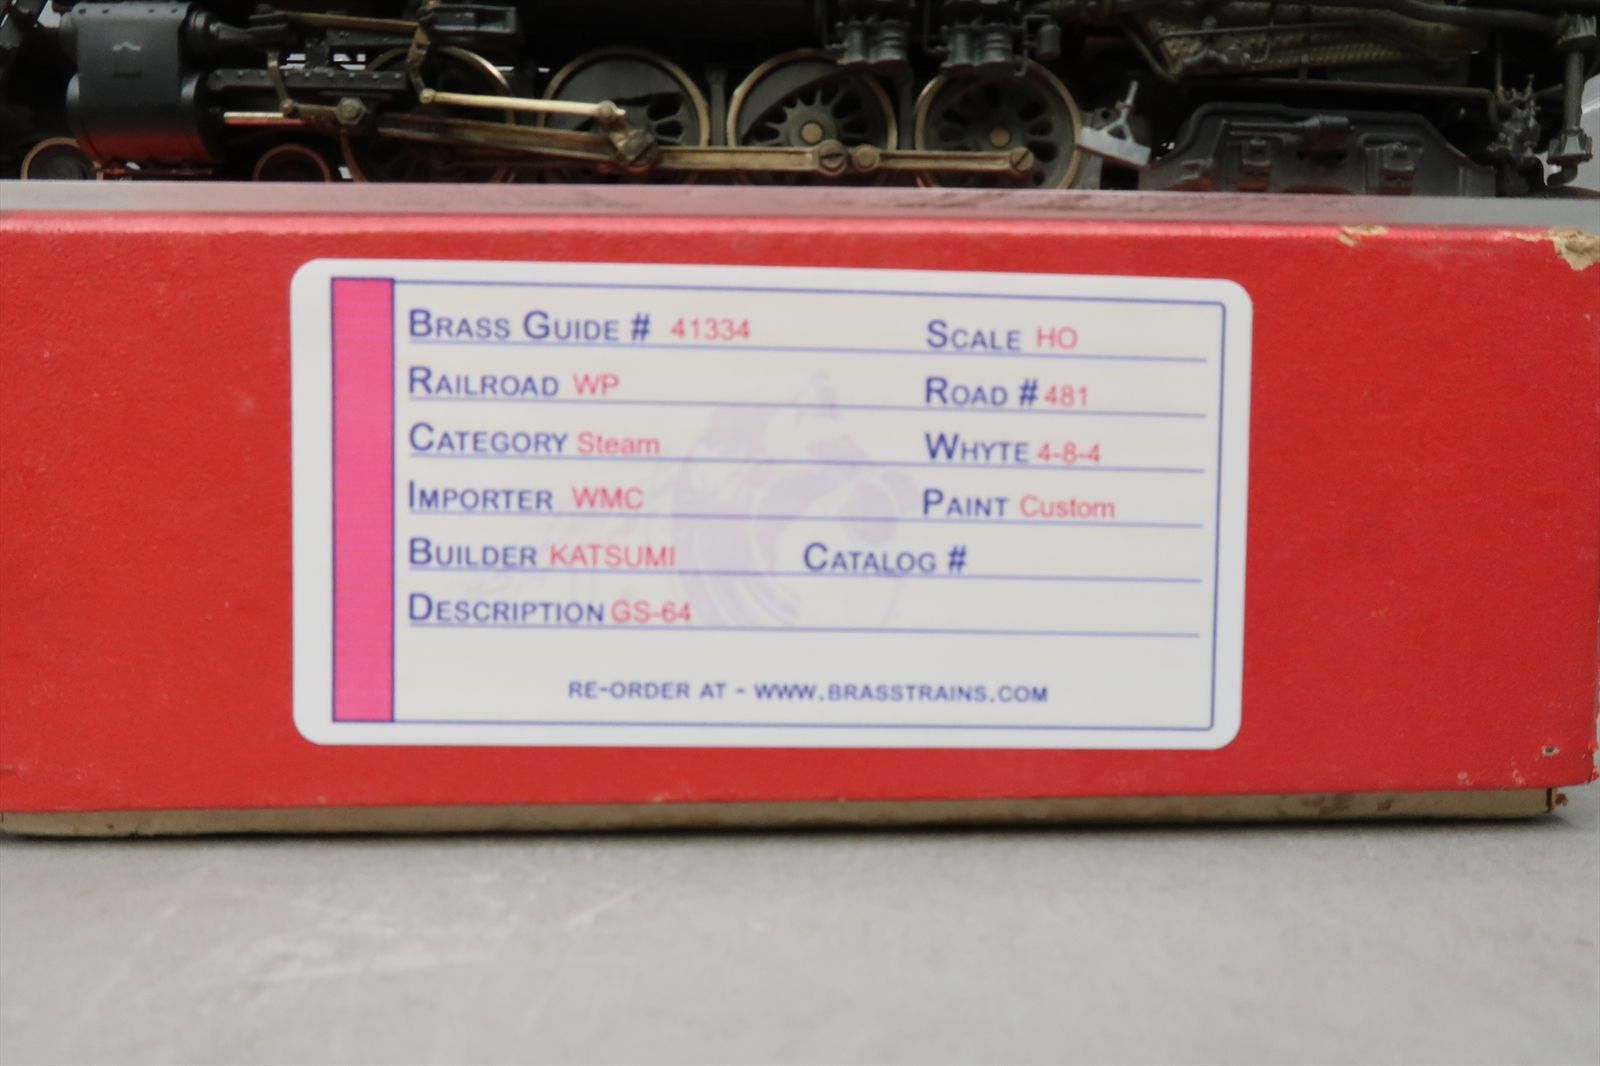 BRASS GUIDE # 41334 SCALE HO
RAILROAD WP ROAD # 481
CATEGORY Steam WHYTE 4-8-4
IMPORTER WMC PAINT Custom
BUILDER KATSUMI CATALOG #
DESCRIPTION GS-64
RE-ORDER AT - WWW.BRASSTRAINS.COM